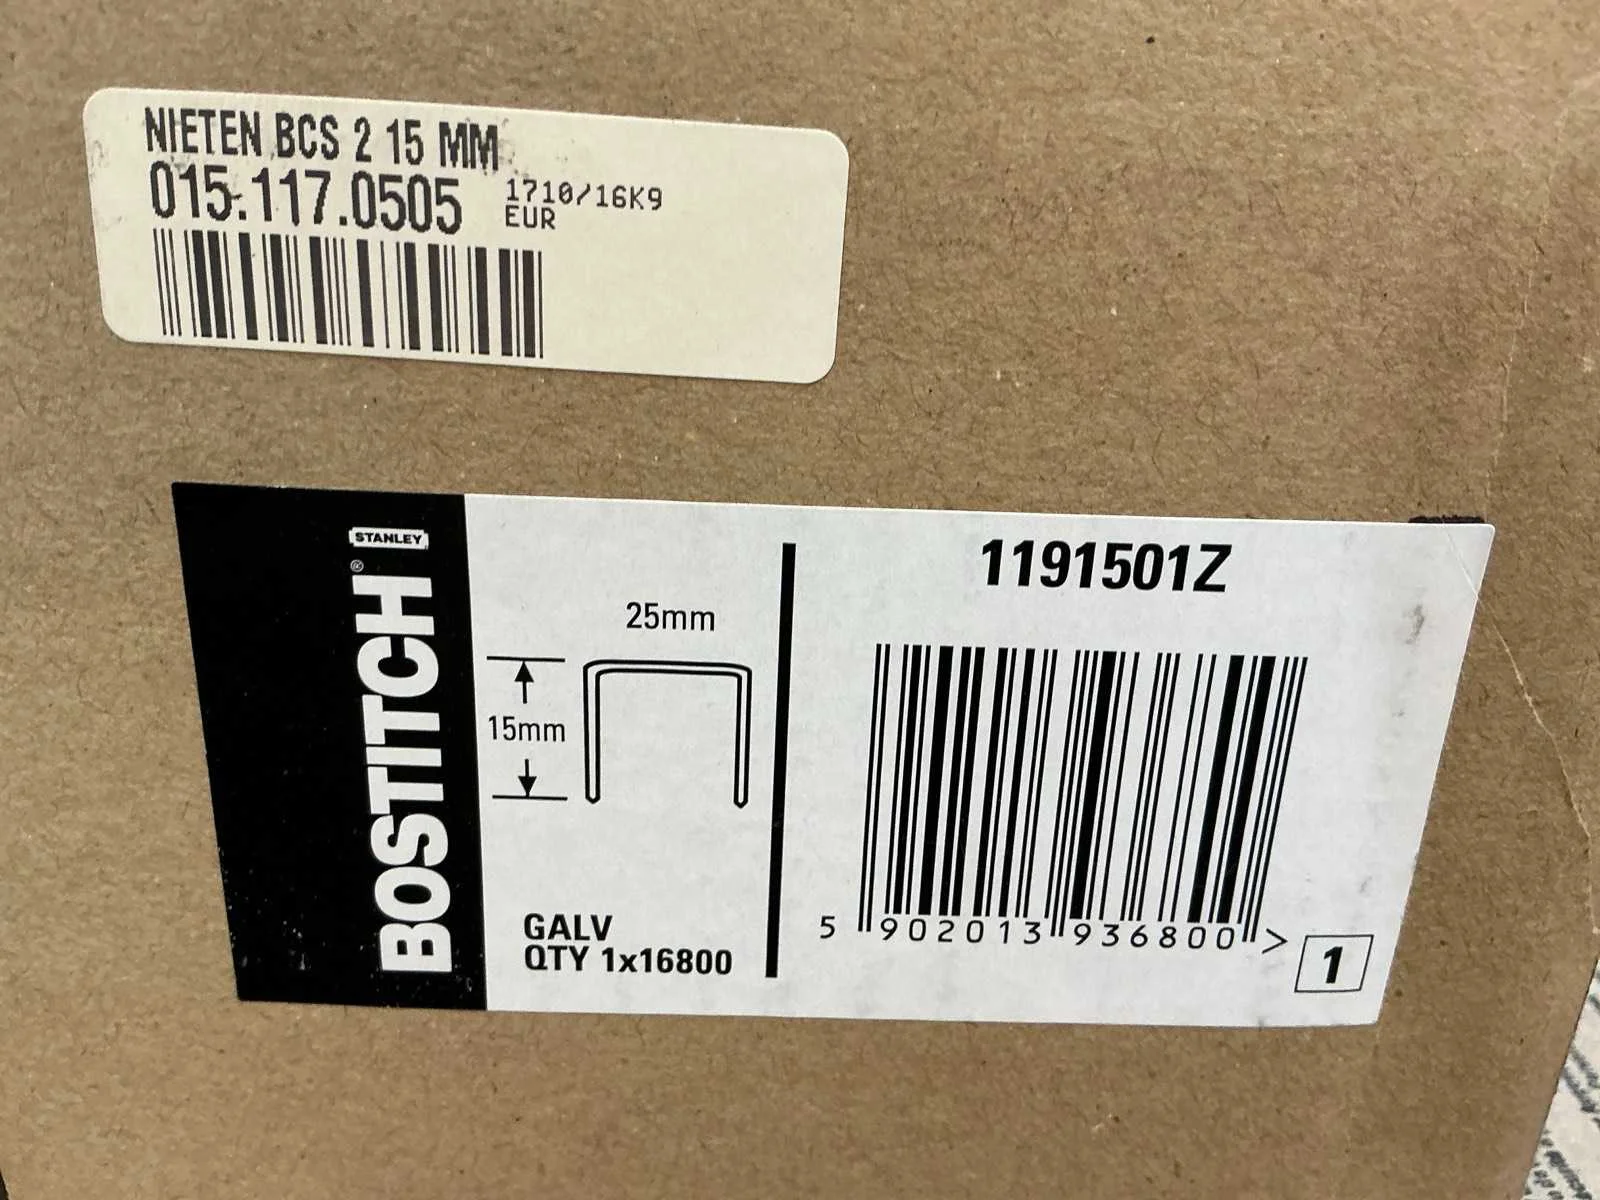 NIETEN BCS 2 15 MM
015.117.0505
1710/16K9
EUR
STANLEY
BOSTITCH®
25mm
15mm
GALV
QTY 1x16800
1191501Z
5 902013 936800 >
1